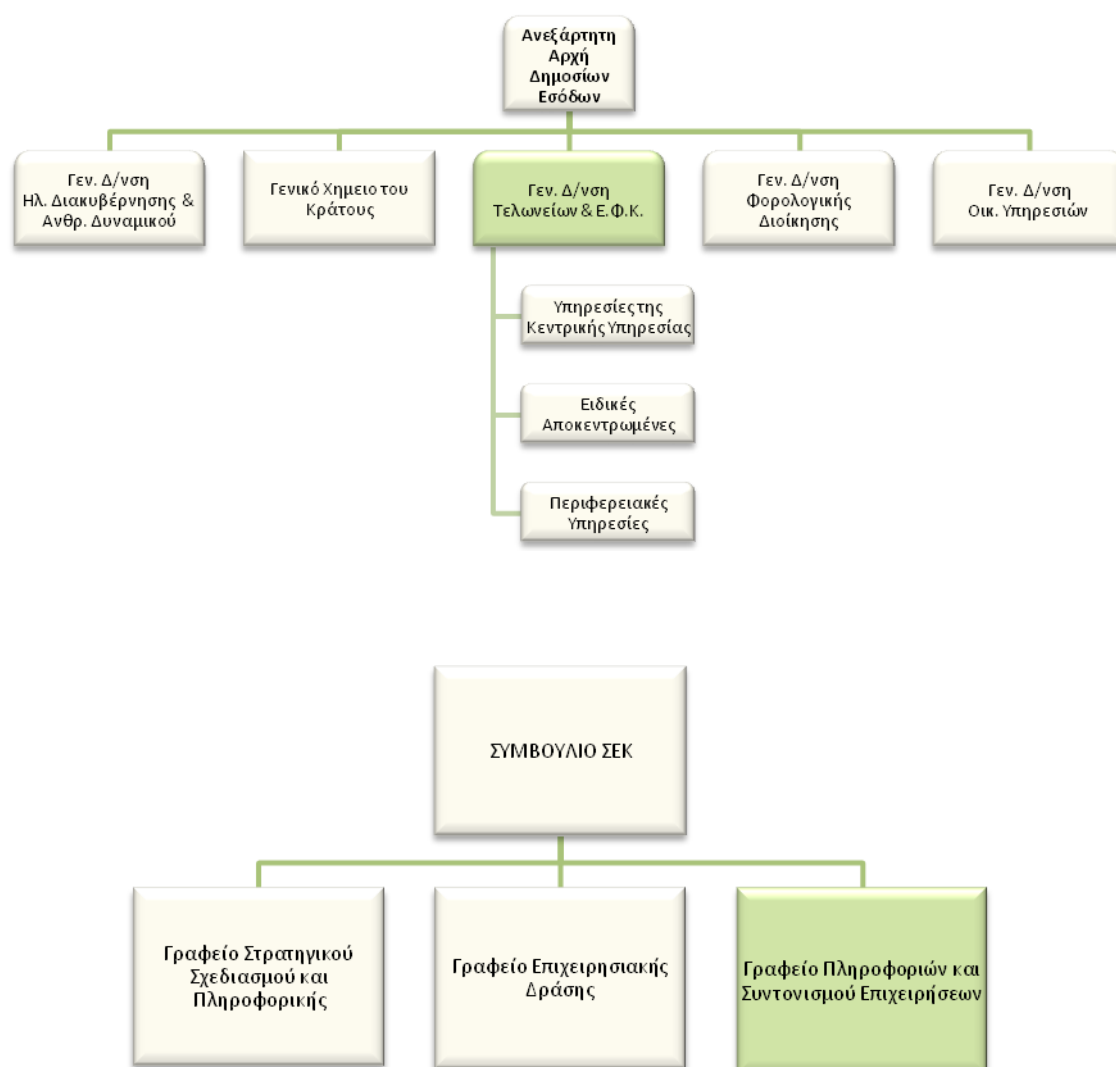 Ανεξάρτητη
Αρχή
Δημοσίων
Εσόδων
Γεν. Δ/νση
Ηλ. Διακυβέρνησης &
Ανθρ. Δυναμικού
Γενικό Χημειο του
Κράτους
Γεν. Δ/νση
Τελωνείων & Ε.Φ.Κ.
Γεν. Δ/νση
Φορολογικής
Διοίκησης
Γεν. Δ/νση
Οικ. Υπηρεσιών
Υπηρεσίες της
Κεντρικής Υπηρεσίας
Ειδικές
Αποκεντρωμένες
Περιφερειακές
Υπηρεσίες
ΣΥΜΒΟΥΛΙΟ ΣΕΚ
Γραφείο Στρατηγικού
Σχεδιασμού και
Πληροφορικής
Γραφείο Επιχειρησιακής
Δράσης
Γραφείο Πληροφοριών και
Συντονισμού Επιχειρήσεων